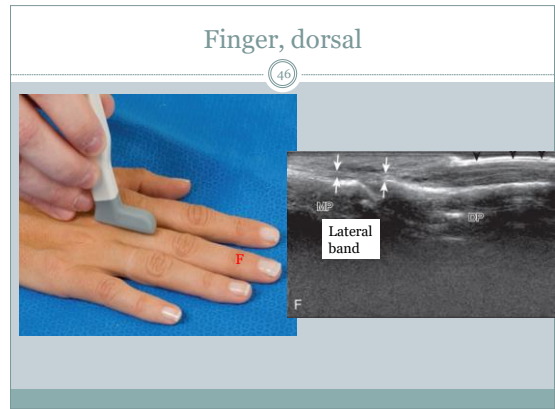 Finger, dorsal
46
F
MP
DP
Lateral
band
F